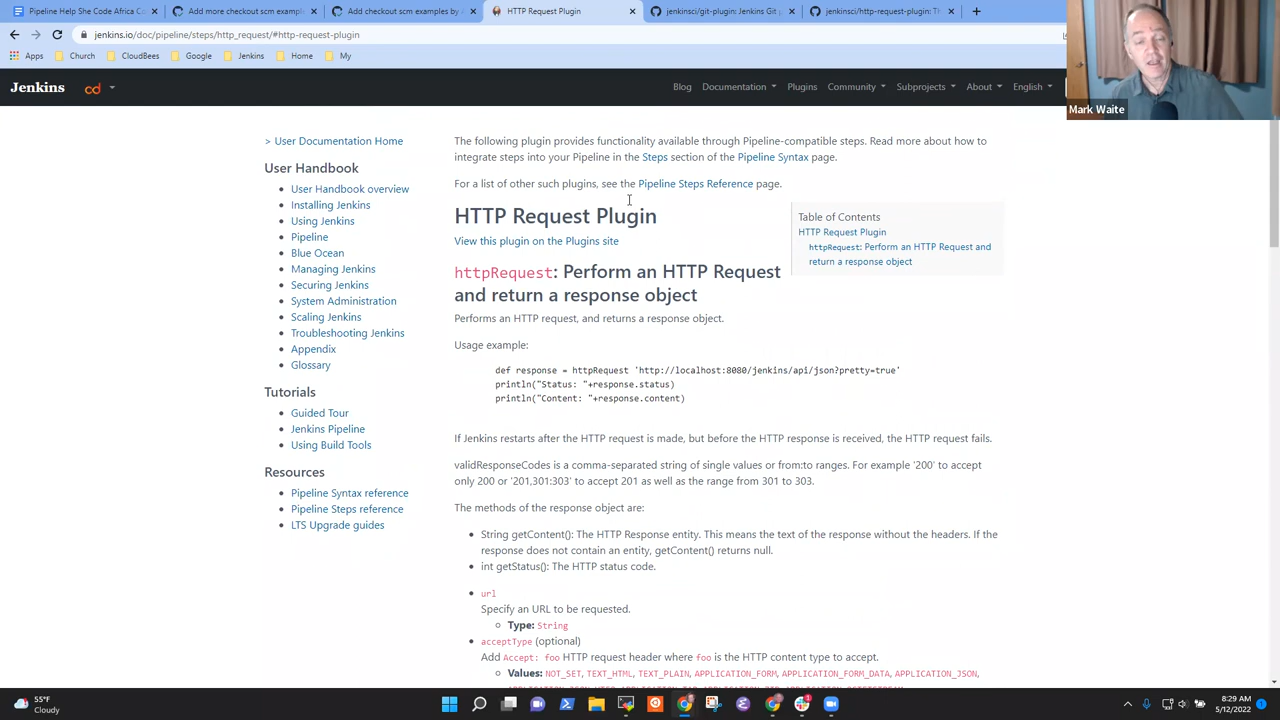 Pipeline Help She Code Africa C
Add more checkout scm example
Add checkout scm examples by A
HTTP Request Plugin
jenkinsci/git-plugin: Jenkins Git
jenkinsci/http-request-plugin: Th
jenkins.io/doc/pipeline/steps/http_request/#http-request-plugin
Apps
Church
CloudBees
Google
Jenkins
Home
My
Jenkins
cd
Blog
Documentation
Plugins
Community
Subprojects
About
English
Mark Waite
> User Documentation Home
User Handbook
User Handbook overview
Installing Jenkins
Using Jenkins
Pipeline
Blue Ocean
Managing Jenkins
Securing Jenkins
System Administration
Scaling Jenkins
Troubleshooting Jenkins
Appendix
Glossary
Tutorials
Guided Tour
Jenkins Pipeline
Using Build Tools
Resources
Pipeline Syntax reference
Pipeline Steps reference
LTS Upgrade guides
The following plugin provides functionality available through Pipeline-compatible steps. Read more about how to
integrate steps into your Pipeline in the Steps section of the Pipeline Syntax page.
For a list of other such plugins, see the Pipeline Steps Reference page.
HTTP Request Plugin
View this plugin on the Plugins site
Table of Contents
HTTP Request Plugin
httpRequest: Perform an HTTP Request and
return a response object
httpRequest: Perform an HTTP Request
and return a response object
Performs an HTTP request, and returns a response object.
Usage example:
def response = httpRequest 'http://localhost:8080/jenkins/api/json?pretty=true'
println("Status: "+response.status)
println("Content: "+response.content)
If Jenkins restarts after the HTTP request is made, but before the HTTP response is received, the HTTP request fails.
validResponseCodes is a comma-separated string of single values or from:to ranges. For example '200' to accept
only 200 or '201,301:303' to accept 201 as well as the range from 301 to 303.
The methods of the response object are:
String getContent(): The HTTP Response entity. This means the text of the response without the headers. If the
response does not contain an entity, getContent() returns null.
int getStatus(): The HTTP status code.
url
Specify an URL to be requested.
Type: String
acceptType (optional)
Add Accept: foo HTTP request header where foo is the HTTP content type to accept.
Values: NOT_SET, TEXT_HTML, TEXT_PLAIN, APPLICATION_FORM, APPLICATION_FORM_DATA, APPLICATION_JSON,
55°F
Cloudy
8:29 AM
5/12/2022